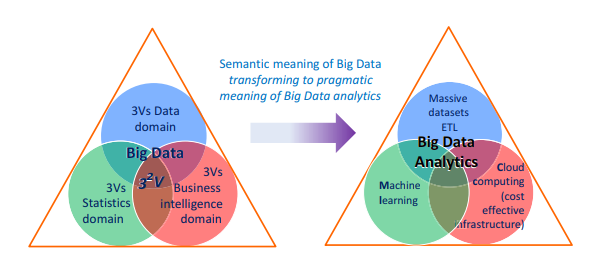 Semantic meaning of Big Data
transforming to pragmatic
meaning of Big Data analytics
3Vs Data
domain
Big Data
3²V
3Vs
Statistics
domain
3Vs
Business
intelligence
domain
Massive
datasets
ETL
Big Data
Analytics
Machine
learning
Cloud
computing
(cost
effective
infrastructure)